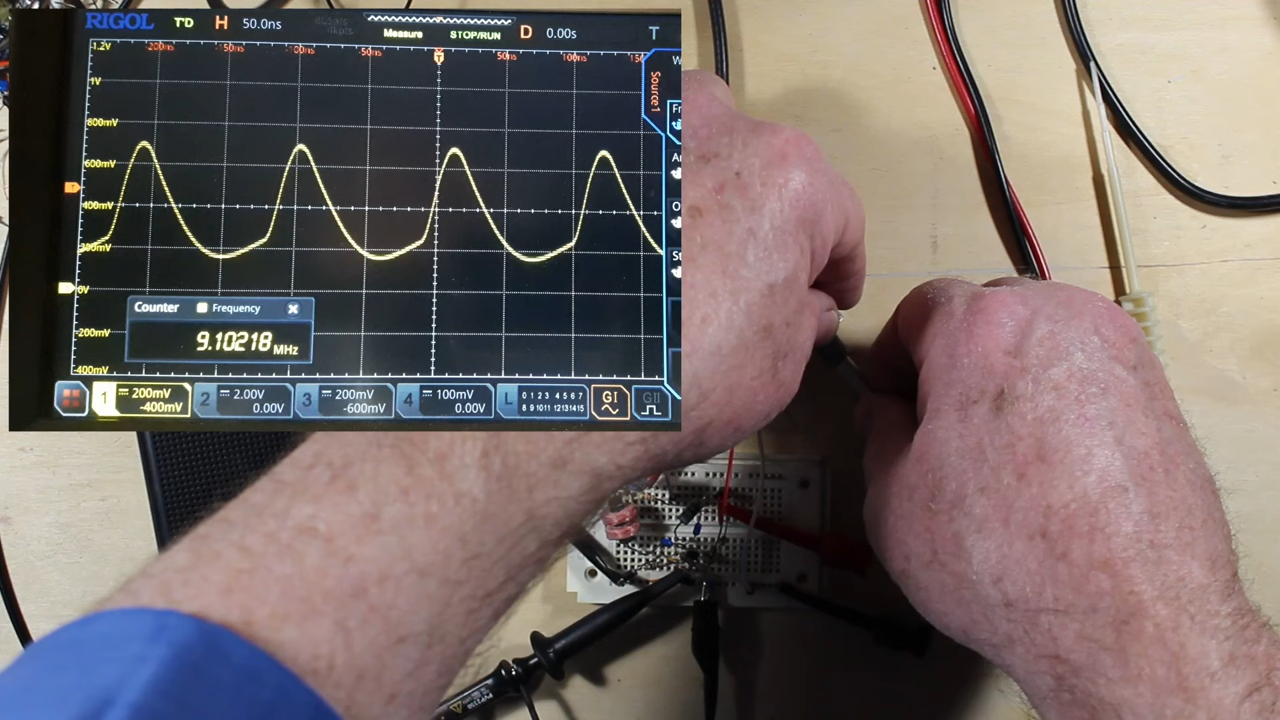 RIGOL T'D H 50.0ns Measure STOP/RUN D 0.00s T
-200ns -150ns -100ns -50ns T 50ns 100ns
1.2V
1V
800mV
600mV
T
400mV
0V
-200mV
-400mV
Source1
Counter Frequency
9.10218 MHz
1 200mV -400mV
2 2.00V 0.00V
3 200mV -600mV
4 100mV 0.00V
L 0 1 2 3 4 5 6 7
8 9 10 11 12 13 14 15
GI
GII